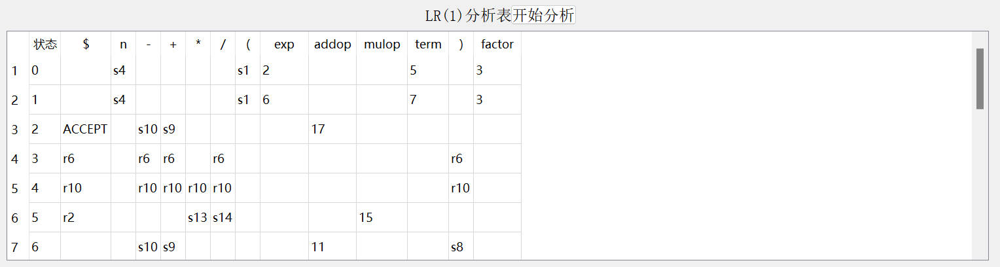 LR(1)分析表开始分析
状态 $ n - + * / ( exp addop mulop term ) factor
1 0 s4 s1 2 5 3
2 1 s4 s1 6 7 3
3 2 ACCEPT s10 s9 17
4 3 r6 r6 r6 r6 r6
5 4 r10 r10 r10 r10 r10 r10
6 5 r2 s13 s14 15
7 6 s10 s9 11 s8